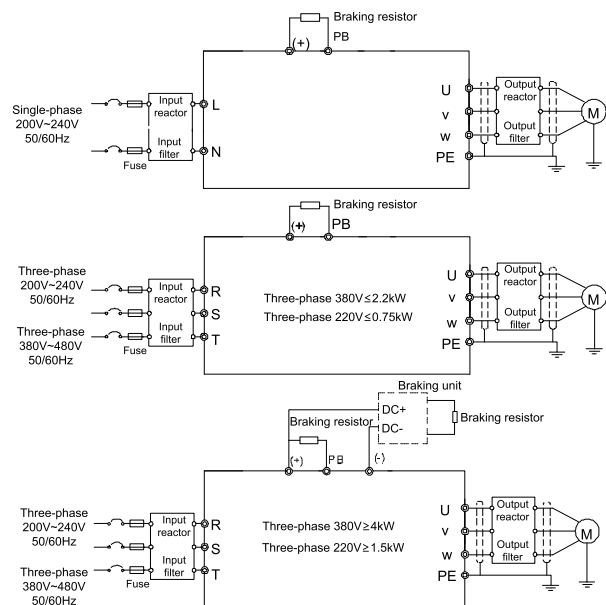 Braking resistor
(+) PB
Single-phase
200V~240V
50/60Hz
Input
reactor
Input
filter
Fuse
L
N
U
v
w
PE
Output
reactor
Output
filter
M
Braking resistor
(+) PB
Three-phase
200V~240V
50/60Hz
Three-phase
380V~480V
50/60Hz
Input
reactor
Input
filter
Fuse
R
S
T
Three-phase 380V≤2.2kW
Three-phase 220V≤0.75kW
U
v
w
PE
Output
reactor
Output
filter
M
Braking unit
DC+
DC-
Braking resistor
Braking resistor
(+) PB (-)
Three-phase
200V~240V
50/60Hz
Three-phase
380V~480V
50/60Hz
Input
reactor
Input
filter
Fuse
R
S
T
Three-phase 380V≥4kW
Three-phase 220V≥1.5kW
U
v
w
PE
Output
reactor
Output
filter
M